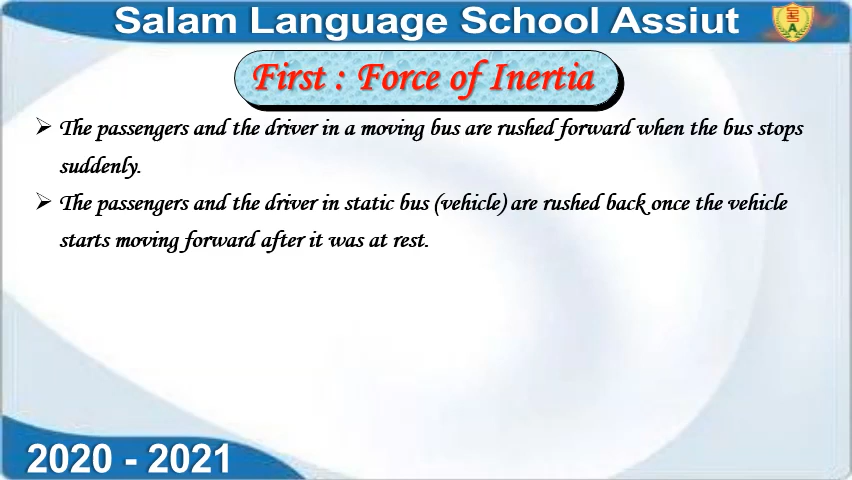 Salam Language School Assiut
A
First : Force of Inertia
➢ The passengers and the driver in a moving bus are rushed forward when the bus stops
suddenly.
➢ The passengers and the driver in static bus (vehicle) are rushed back once the vehicle
starts moving forward after it was at rest.
2020 - 2021